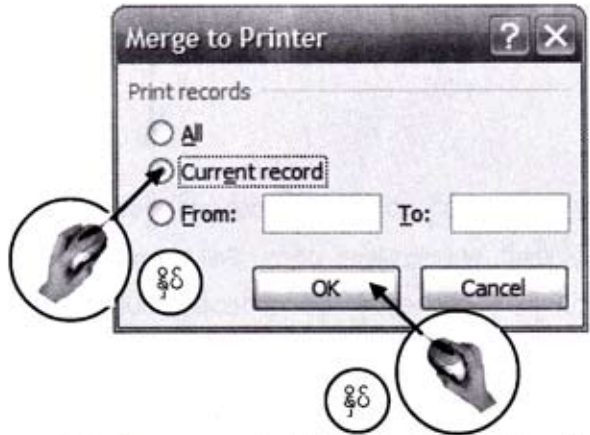 Merge to Printer
Print records
All
Current record
From: To:
နှိပ်
OK Cancel
နှိပ်